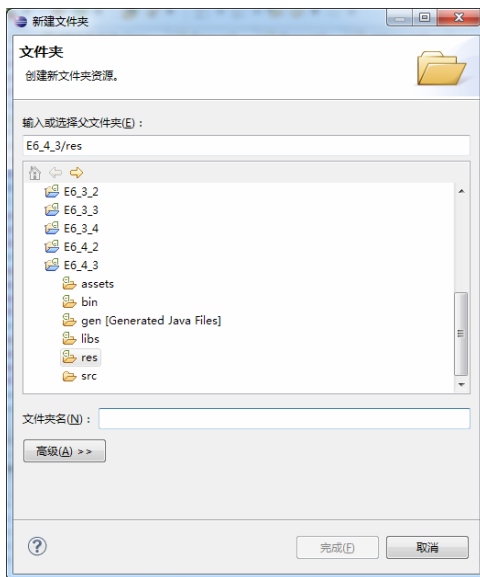 新建文件夹
文件夹
创建新文件夹资源。
输入或选择父文件夹(E)：
E6_4_3/res
E6_3_2
E6_3_3
E6_3_4
E6_4_2
E6_4_3
assets
bin
gen [Generated Java Files]
libs
res
src
文件夹名(N)：
高级(A) >>
?
完成(F) 取消